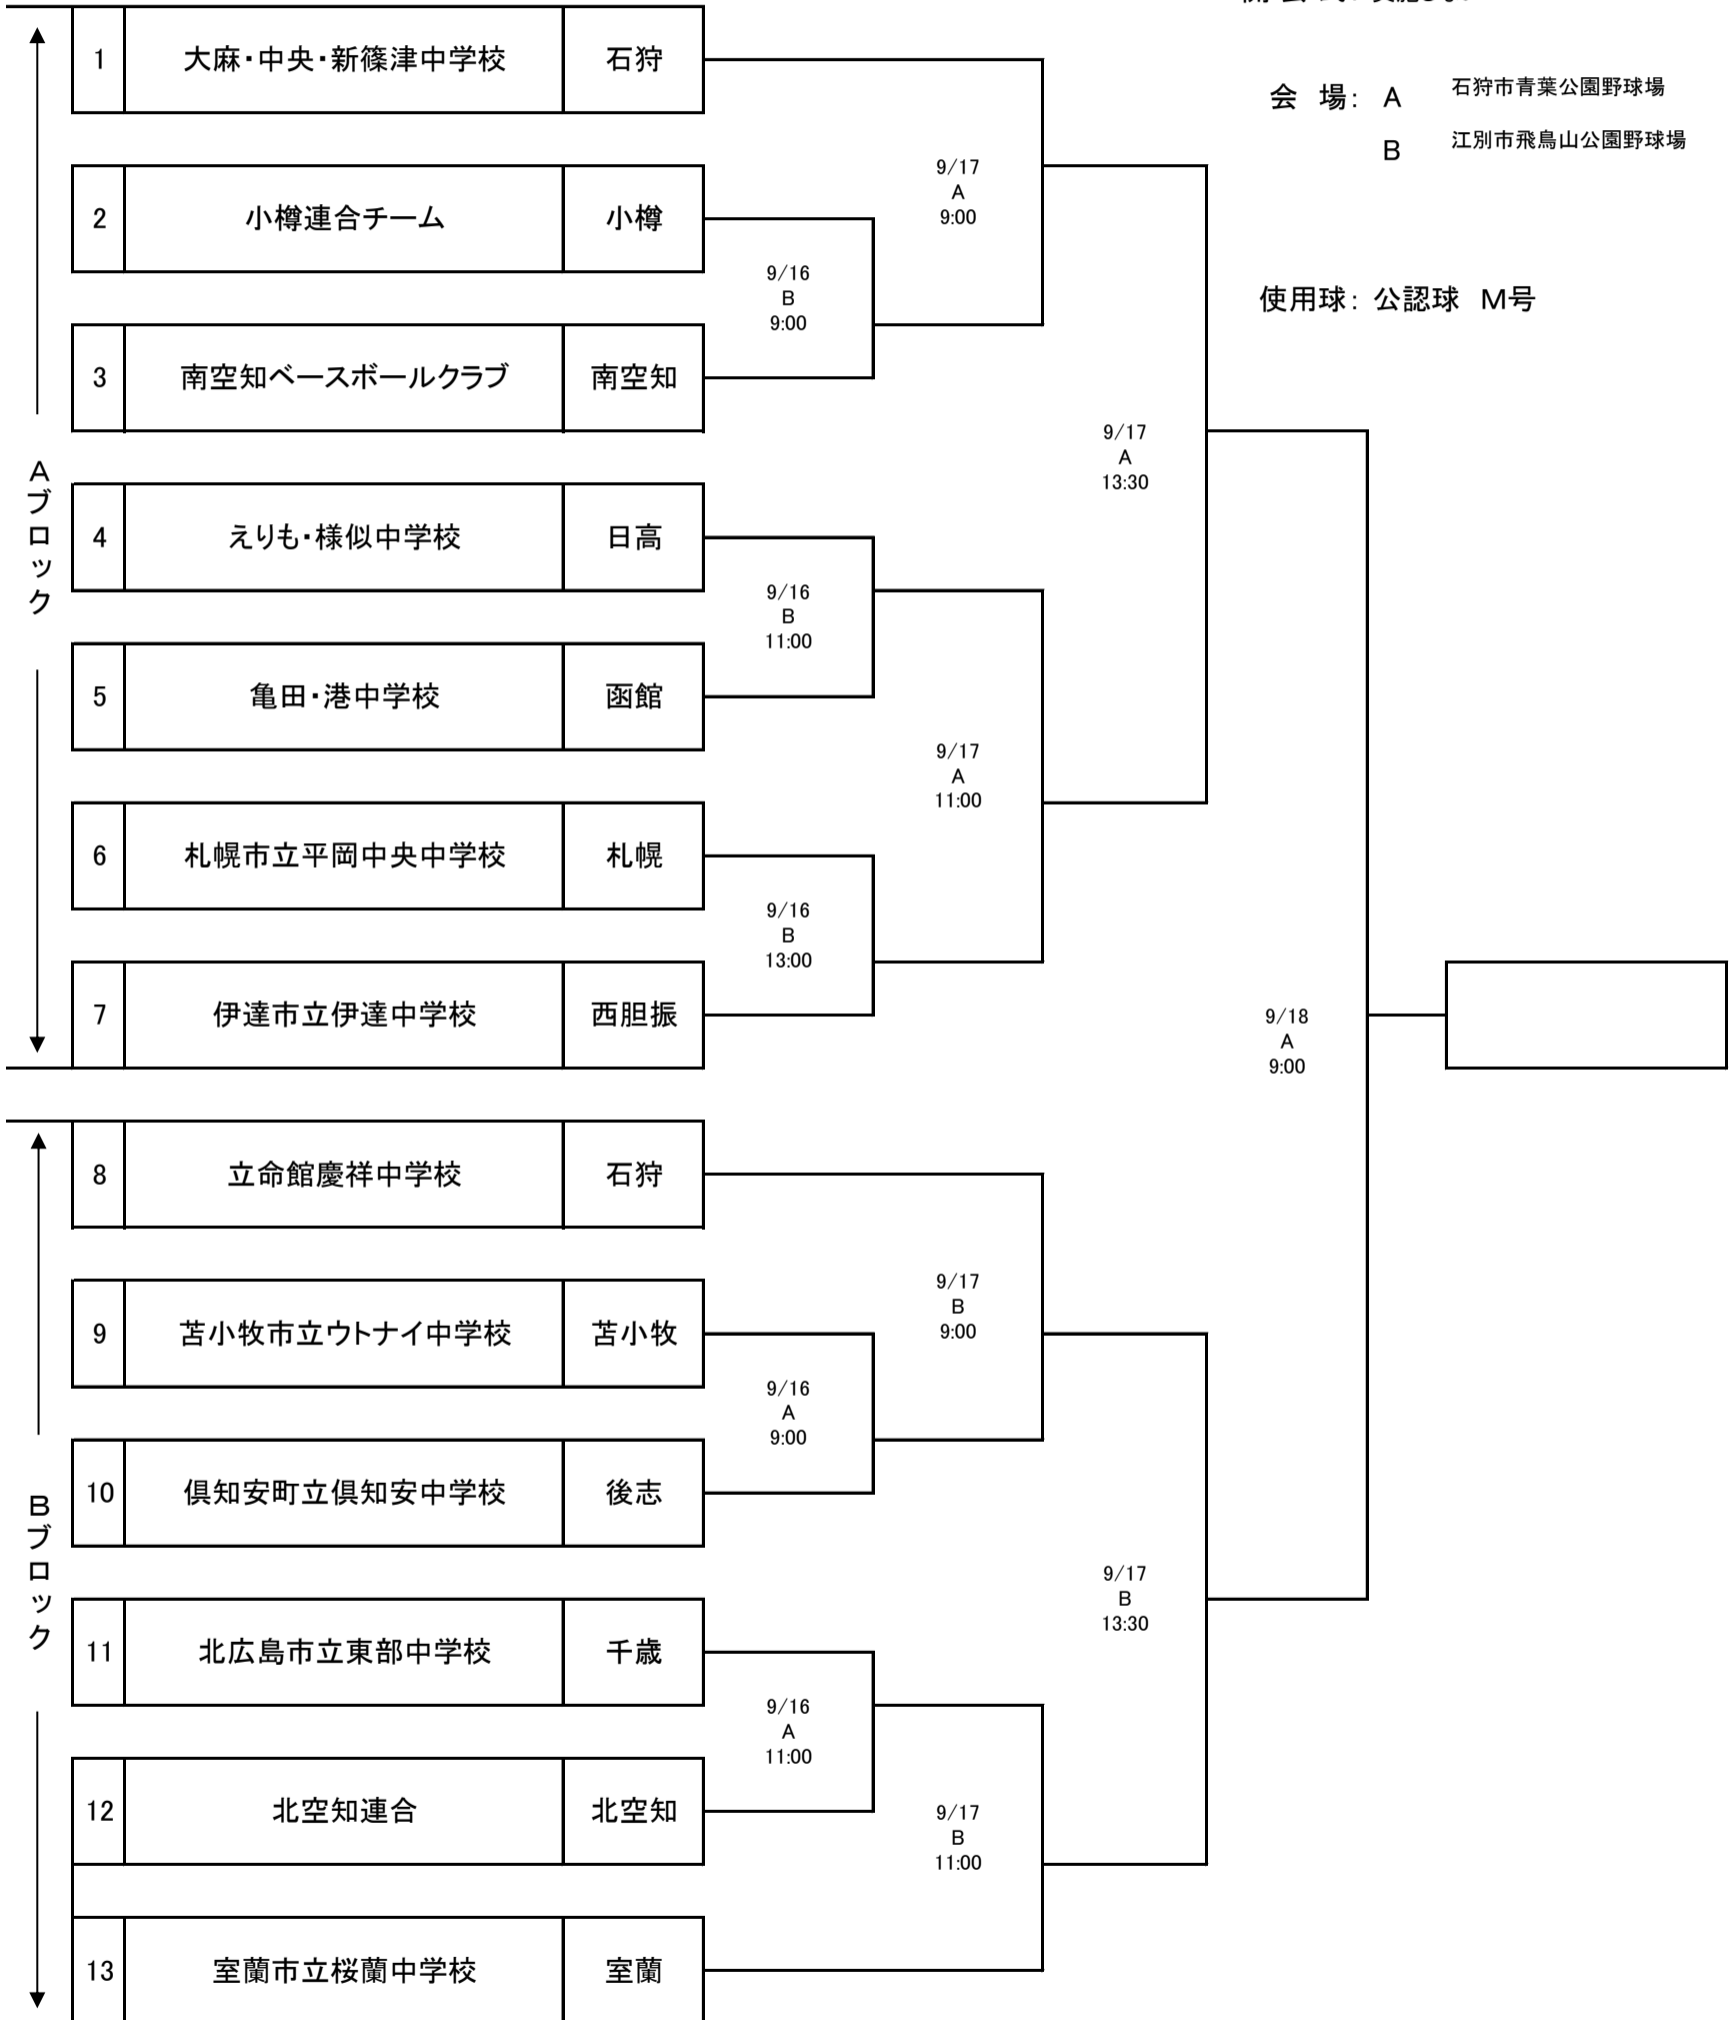 会 場： A 石狩市青葉公園野球場
B 江別市飛鳥山公園野球場
使用球： 公認球 M号
Aブロック
1 大麻・中央・新篠津中学校 石狩
2 小樽連合チーム 小樽
3 南空知ベースボールクラブ 南空知
4 えりも・様似中学校 日高
5 亀田・港中学校 函館
6 札幌市立平岡中央中学校 札幌
7 伊達市立伊達中学校 西胆振
Bブロック
8 立命館慶祥中学校 石狩
9 苫小牧市立ウトナイ中学校 苫小牧
10 倶知安町立倶知安中学校 後志
11 北広島市立東部中学校 千歳
12 北空知連合 北空知
13 室蘭市立桜蘭中学校 室蘭
9/16
B
9:00
9/16
B
11:00
9/16
B
13:00
9/16
A
9:00
9/16
A
11:00
9/17
A
9:00
9/17
A
11:00
9/17
B
9:00
9/17
B
11:00
9/17
A
13:30
9/17
B
13:30
9/18
A
9:00